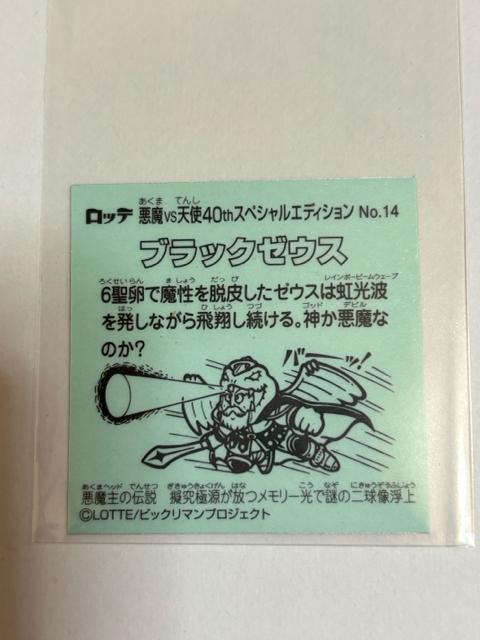 ロッテ 悪魔VS天使40thスペシャルエディション No.14
ブラックゼウス
6聖卵で魔性を脱皮したゼウスは虹光波
を発しながら飛翔し続ける。神か悪魔な
のか?
悪魔主の伝説 擬究極源が放つメモリー光で謎の二球像浮上
©LOTTE/ビックリマンプロジェクト